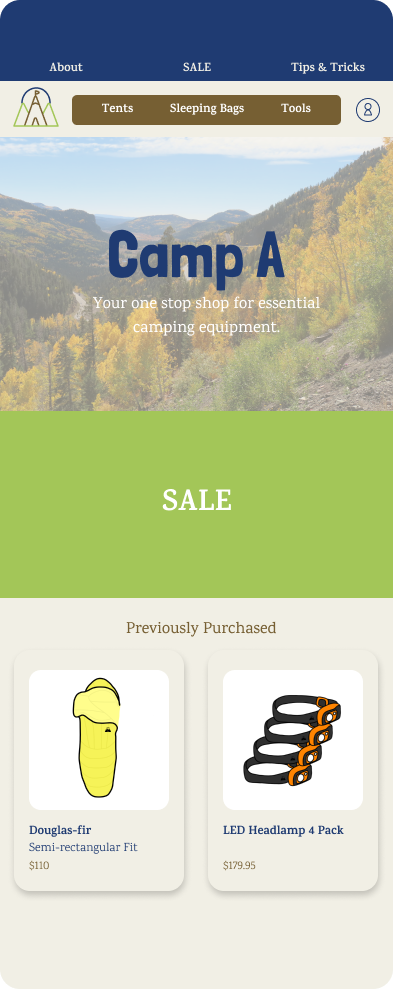 About SALE Tips & Tricks
Tents Sleeping Bags Tools
Camp A
Your one stop shop for essential
camping equipment.
SALE
Previously Purchased
Douglas-fir
Semi-rectangular Fit
$110
LED Headlamp 4 Pack
$179.95